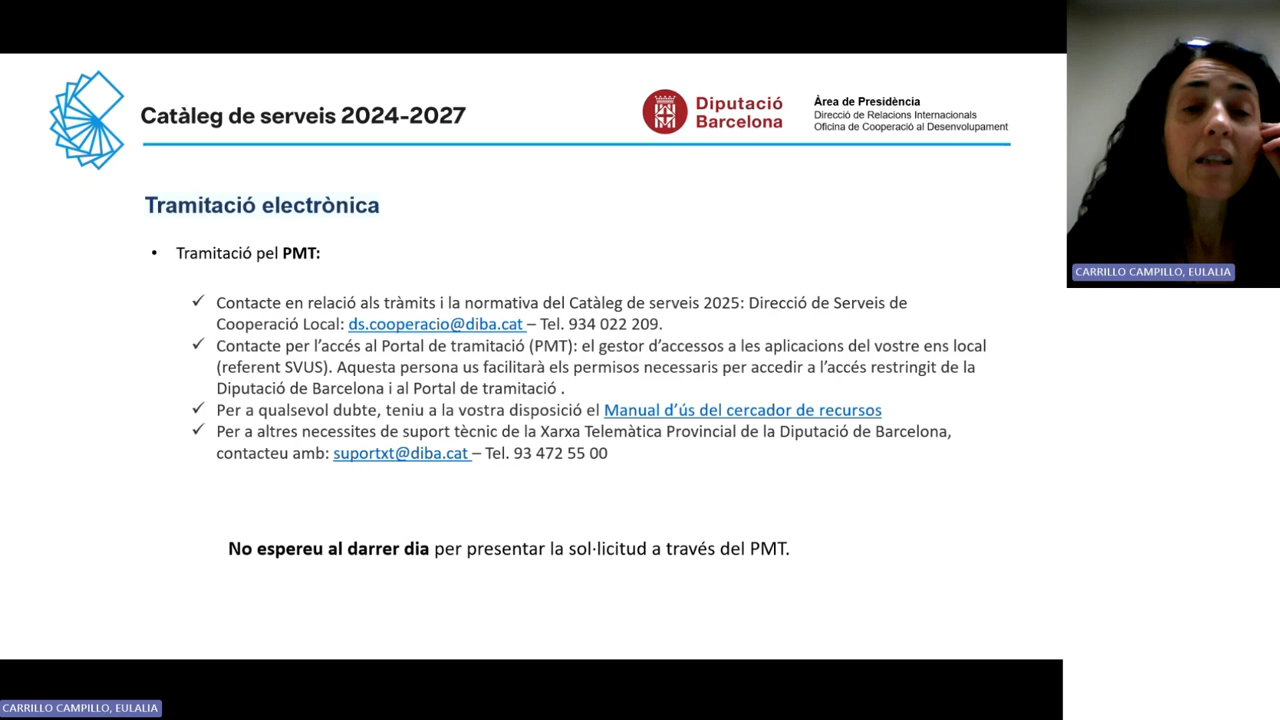 Catàleg de serveis 2024-2027
Diputació
Barcelona
Àrea de Presidència
Direcció de Relacions Internacionals
Oficina de Cooperació al Desenvolupament
Tramitació electrònica
• Tramitació pel PMT:
✓ Contacte en relació als tràmits i la normativa del Catàleg de serveis 2025: Direcció de Serveis de
Cooperació Local: ds.cooperacio@diba.cat – Tel. 934 022 209.
✓ Contacte per l’accés al Portal de tramitació (PMT): el gestor d’accessos a les aplicacions del vostre ens local
(referent SVUS). Aquesta persona us facilitarà els permisos necessaris per accedir a l’accés restringit de la
Diputació de Barcelona i al Portal de tramitació .
✓ Per a qualsevol dubte, teniu a la vostra disposició el Manual d’ús del cercador de recursos
✓ Per a altres necessites de suport tècnic de la Xarxa Telemàtica Provincial de la Diputació de Barcelona,
contacteu amb: suportxt@diba.cat – Tel. 93 472 55 00
No espereu al darrer dia per presentar la sol·licitud a través del PMT.
CARRILLO CAMPILLO, EULALIA
CARRILLO CAMPILLO, EULALIA